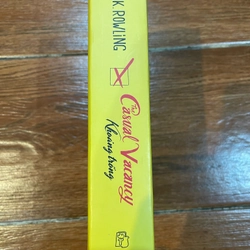 K. ROWLING
The
Casual Vacancy
Khoảng trống